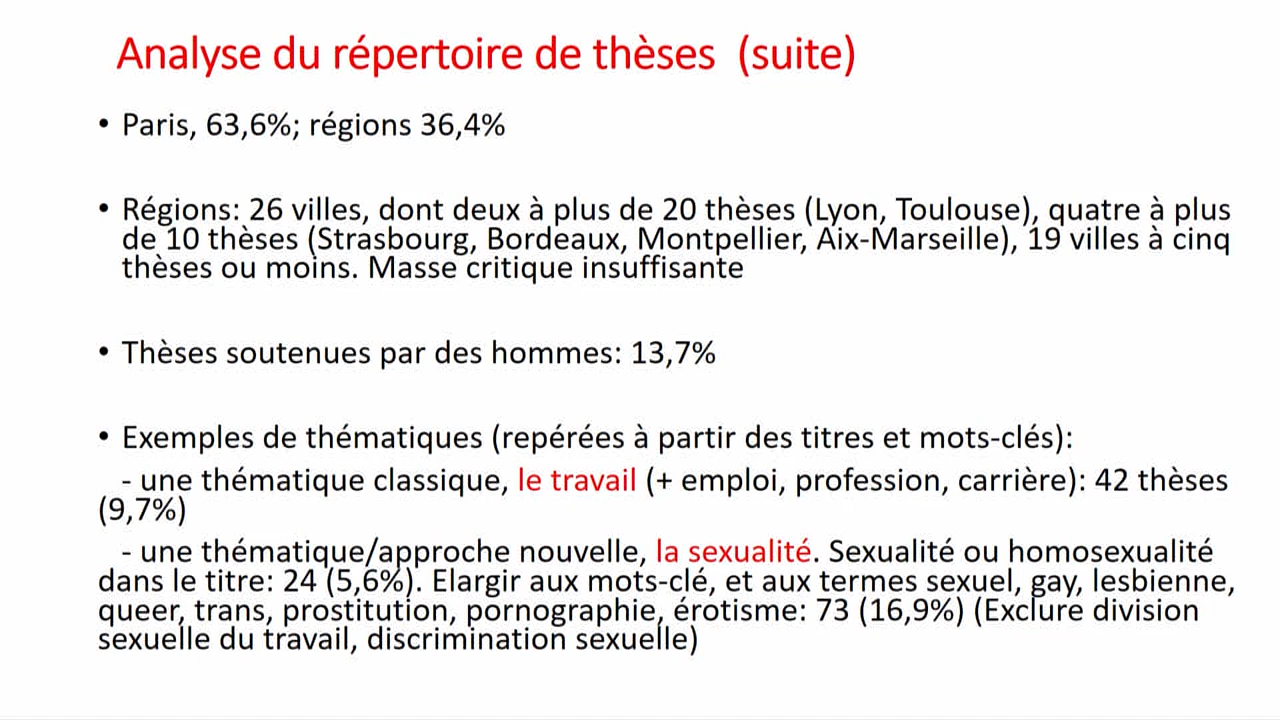 Analyse du répertoire de thèses (suite)
• Paris, 63,6%; régions 36,4%
• Régions: 26 villes, dont deux à plus de 20 thèses (Lyon, Toulouse), quatre à plus
de 10 thèses (Strasbourg, Bordeaux, Montpellier, Aix-Marseille), 19 villes à cinq
thèses ou moins. Masse critique insuffisante
• Thèses soutenues par des hommes: 13,7%
• Exemples de thématiques (repérées à partir des titres et mots-clés):
- une thématique classique, le travail (+ emploi, profession, carrière): 42 thèses
(9,7%)
- une thématique/approche nouvelle, la sexualité. Sexualité ou homosexualité
dans le titre: 24 (5,6%). Elargir aux mots-clé, et aux termes sexuel, gay, lesbienne,
queer, trans, prostitution, pornographie, érotisme: 73 (16,9%) (Exclure division
sexuelle du travail, discrimination sexuelle)